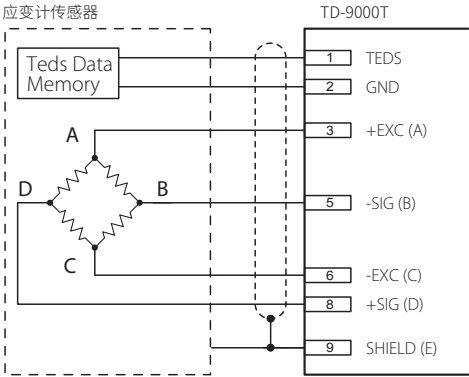 应变计传感器
TD-9000T
Teds Data
Memory
1 TEDS
2 GND
3 +EXC (A)
A
D
B
5 -SIG (B)
C
6 -EXC (C)
8 +SIG (D)
9 SHIELD (E)